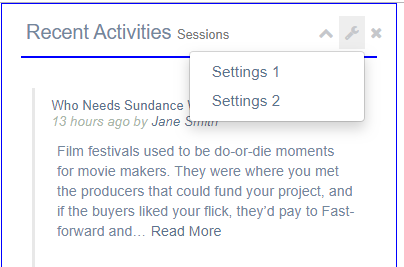 Recent Activities Sessions
Settings 1
Settings 2
Who Needs Sundance
13 hours ago by Jane Smith
Film festivals used to be do-or-die moments
for movie makers. They were where you met
the producers that could fund your project, and
if the buyers liked your flick, they’d pay to Fast-
forward and… Read More